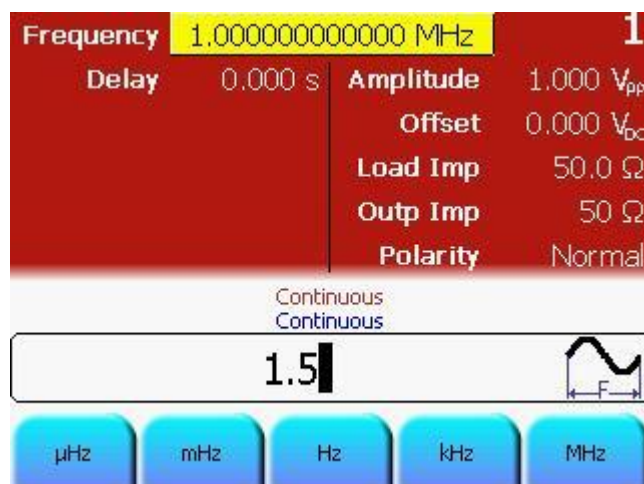 Frequency 1.000000000000 MHz 1
Delay 0.000 s Amplitude 1.000 Vpp
Offset 0.000 VDC
Load Imp 50.0 Ω
Outp Imp 50 Ω
Polarity Normal
Continuous
Continuous
1.5
F
µHz mHz Hz kHz MHz